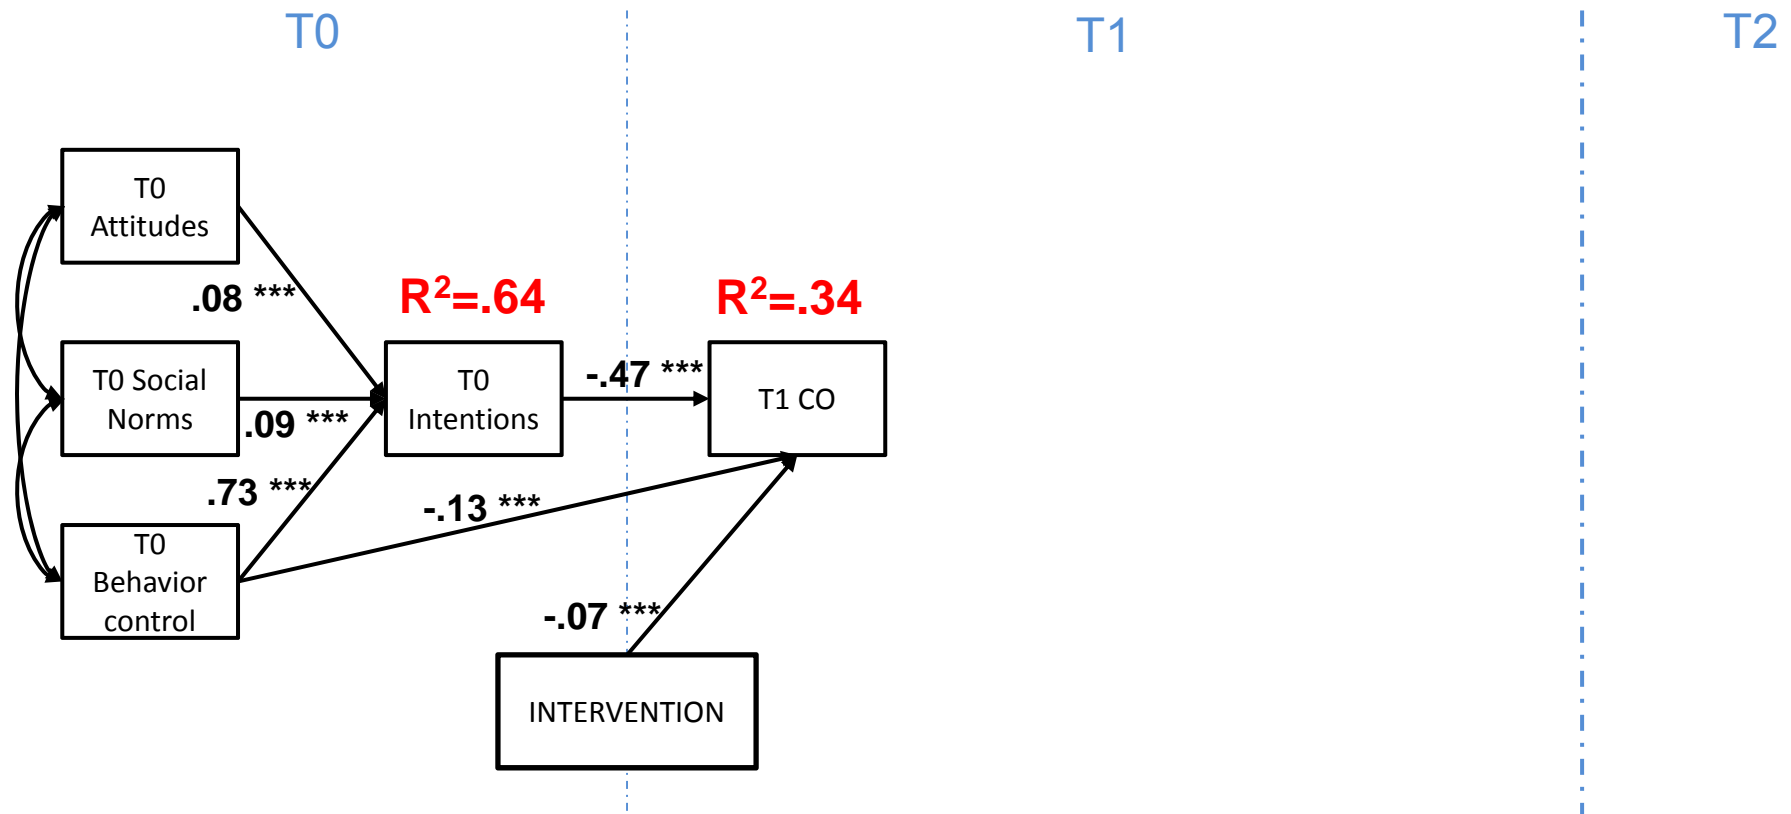 T0
T1
T2
T0
Attitudes
.08 ***
R²=.64
R²=.34
T0 Social
Norms
.09 ***
T0
Intentions
-.47 ***
T1 CO
.73 ***
-.13 ***
T0
Behavior
control
-.07 ***
INTERVENTION